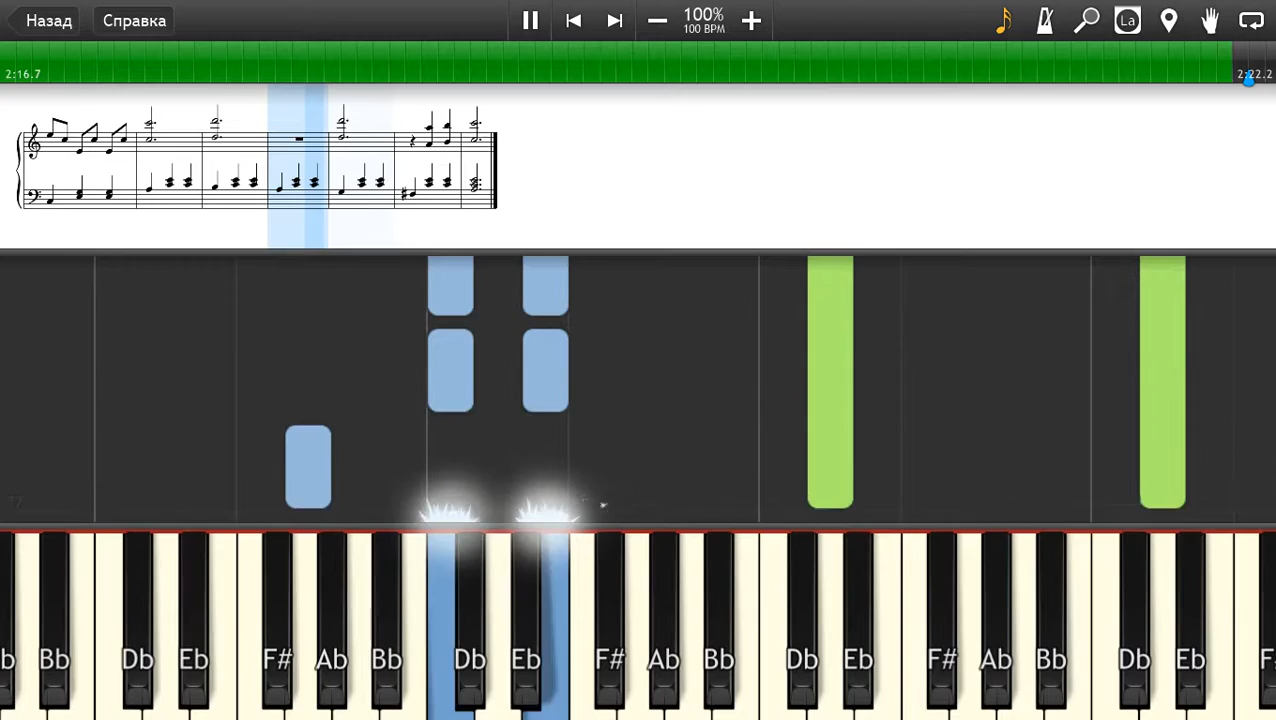 Назад Справка 100% La
100 BPM
2:16.7 2:22.2
b Bb Db Eb F# Ab Bb Db Eb F# Ab Bb Db Eb F# Ab Bb Db Eb F